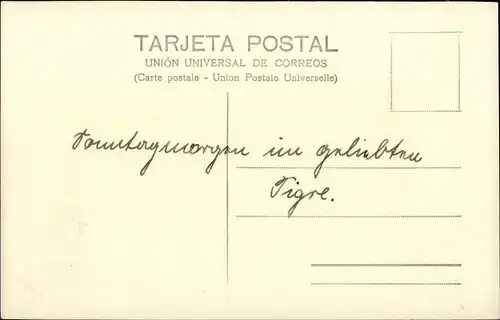 TARJETA POSTAL
UNIÓN UNIVERSAL DE CORREOS
(Carte postale - Union Postale Universelle)
Sonntagmorgen im geliebten
Tigre.